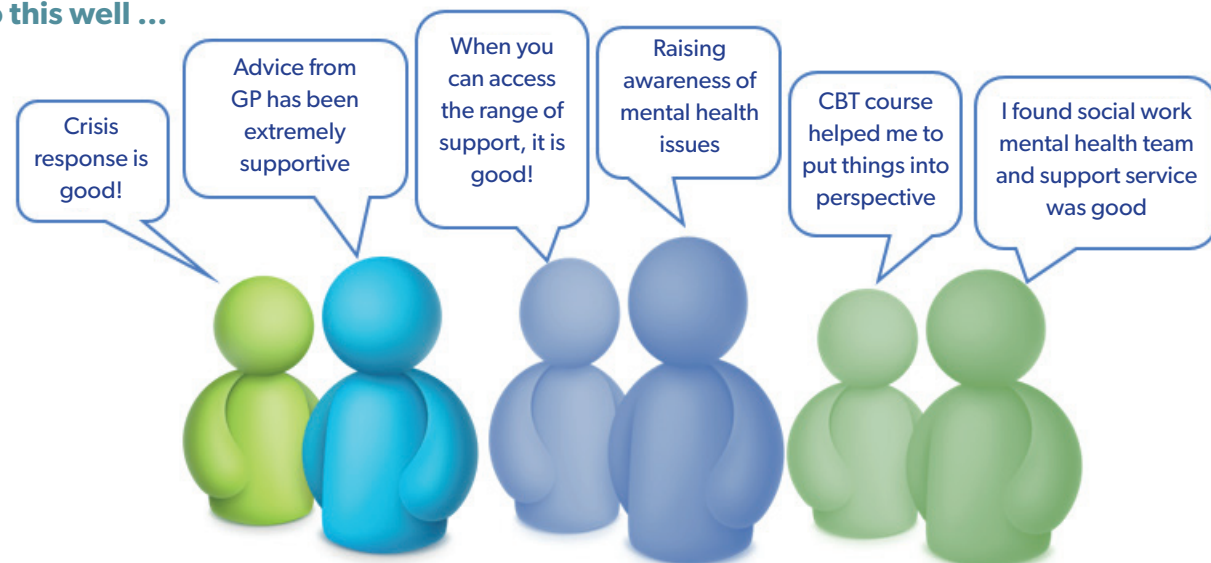 this well ...
Crisis
response is
good!
Advice from
GP has been
extremely
supportive
When you
can access
the range of
support, it is
good!
Raising
awareness of
mental health
issues
CBT course
helped me to
put things into
perspective
I found social work
mental health team
and support service
was good